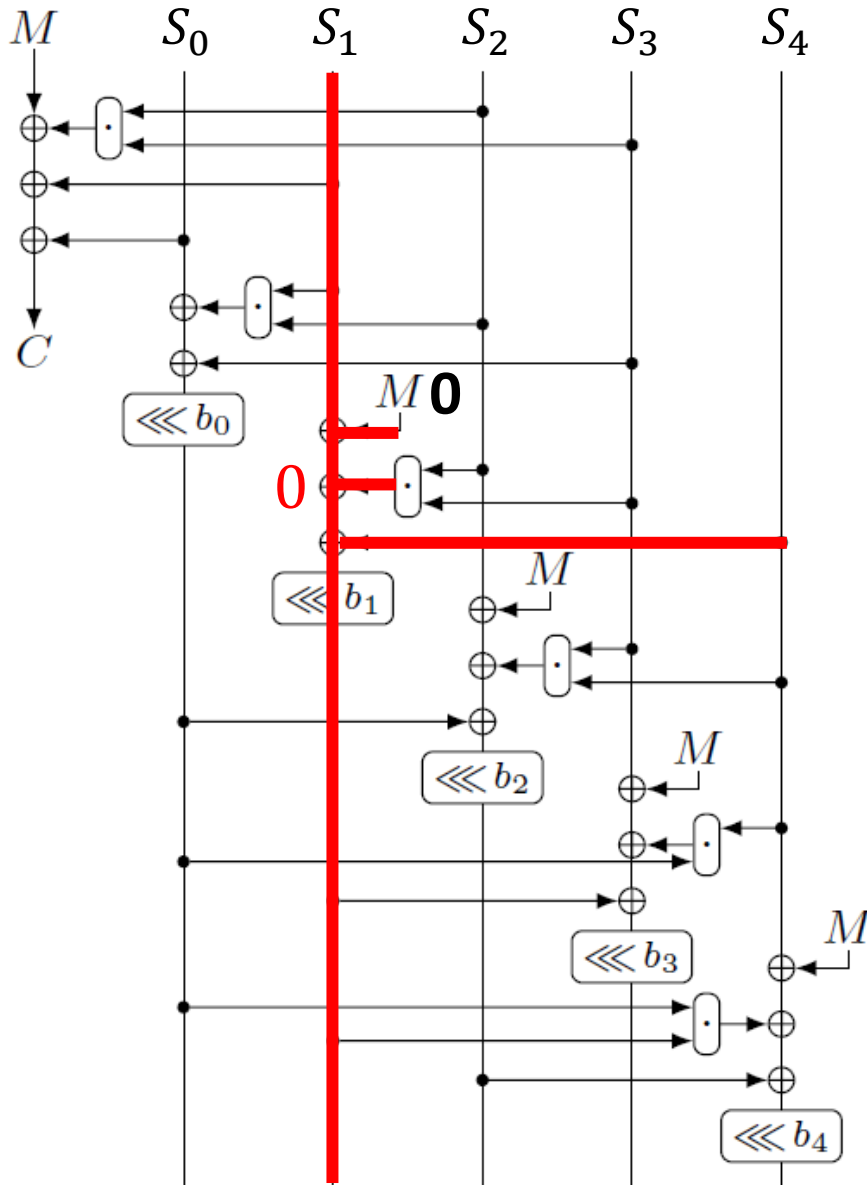 M S₀ S₁ S₂ S₃ S₄
·
·
C
M 0
⋘ b₀
0 ·
M
⋘ b₁
·
M
⋘ b₂
·
M
⋘ b₃
·
⋘ b₄